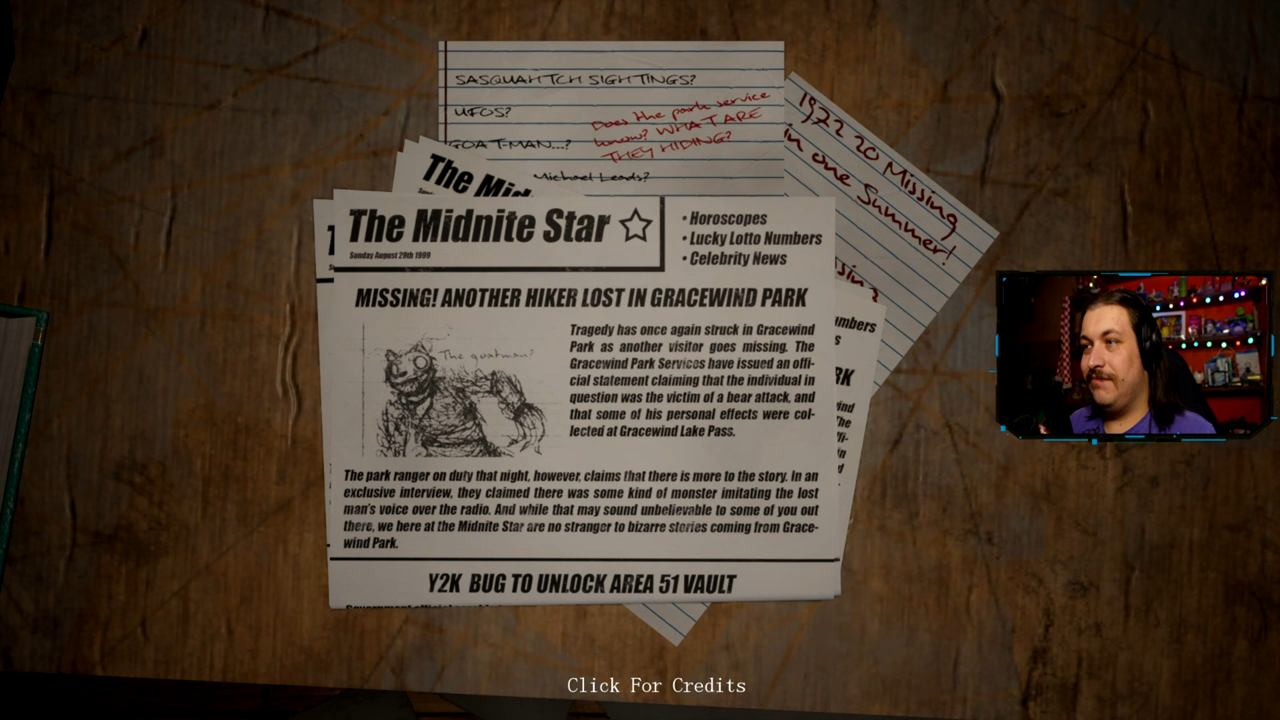 SASQUAHTCH SIGHTINGS?
UFOS?
GOAT-MAN...?
Does the park service
know? WHAT ARE
THEY HIDING?
Michael Leads?
1922 20 Missing
in one Summer!
The Mid
The Midnite Star
Sunday August 29th 1999
• Horoscopes
• Lucky Lotto Numbers
• Celebrity News
MISSING! ANOTHER HIKER LOST IN GRACEWIND PARK
The goatman?
Tragedy has once again struck in Gracewind
Park as another visitor goes missing. The
Gracewind Park Services have issued an offi-
cial statement claiming that the individual in
question was the victim of a bear attack, and
that some of his personal effects were col-
lected at Gracewind Lake Pass.
The park ranger on duty that night, however, claims that there is more to the story. In an
exclusive interview, they claimed there was some kind of monster imitating the lost
man's voice over the radio. And while that may sound unbelievable to some of you out
there, we here at the Midnite Star are no stranger to bizarre stories coming from Grace-
wind Park.
Y2K BUG TO UNLOCK AREA 51 VAULT
umbers
RK
Click For Credits